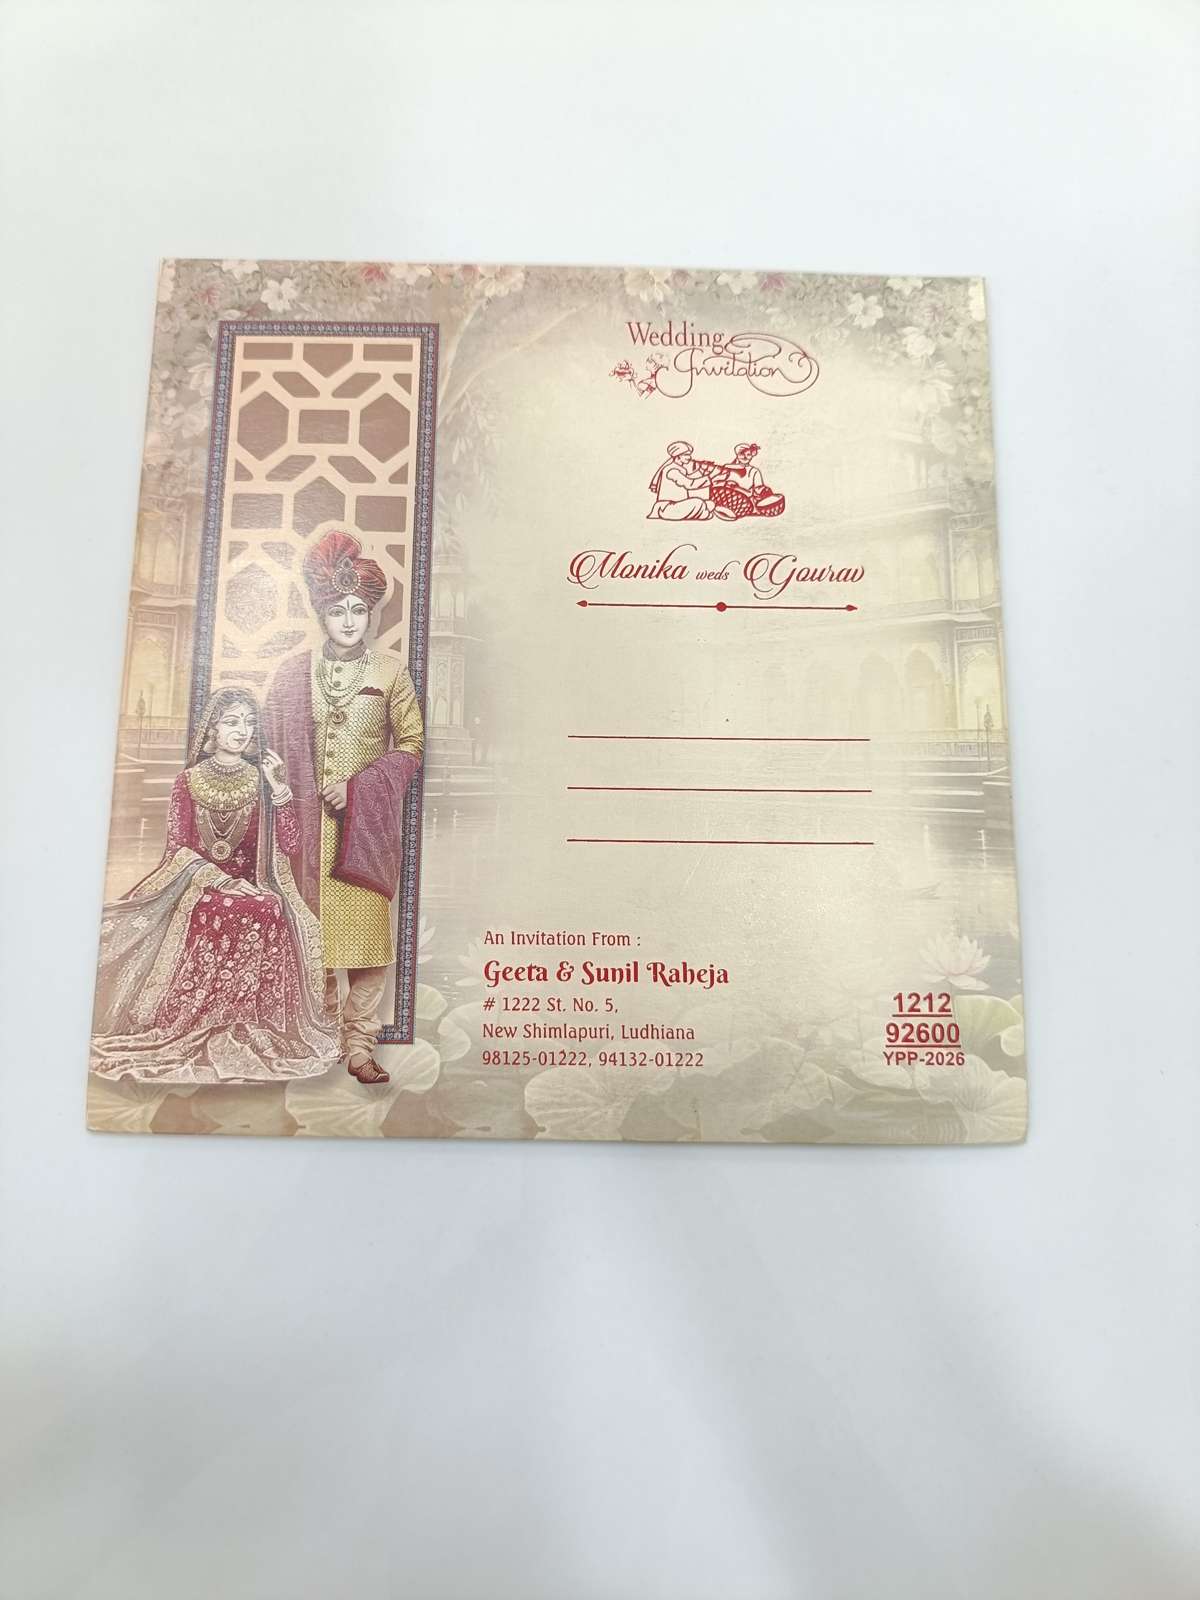 Wedding
Invitation
Monika weds Gourav
An Invitation From :
Geeta & Sunil Raheja
# 1222 St. No. 5,
New Shimlapuri, Ludhiana
98125-01222, 94132-01222
1212
92600
YPP-2026